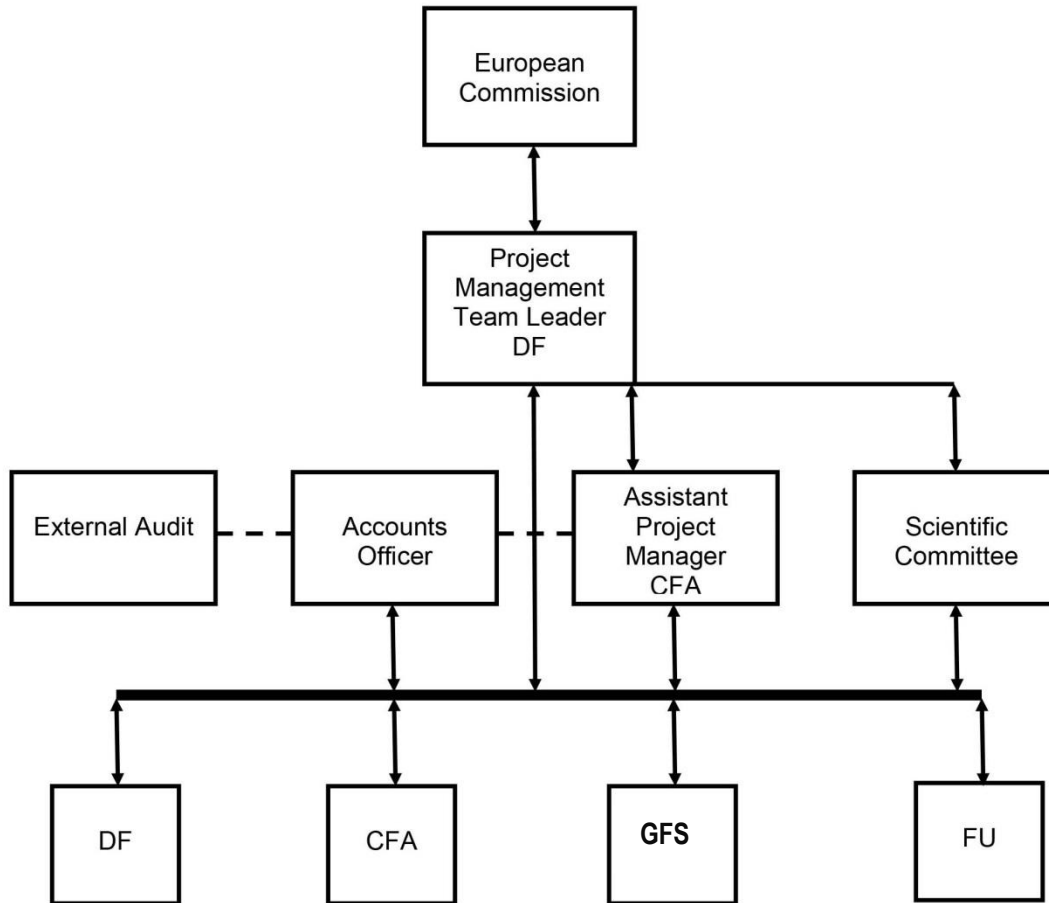 European
Commission
Project
Management
Team Leader
DF
External Audit
Accounts
Officer
Assistant
Project
Manager
CFA
Scientific
Committee
DF
CFA
GFS
FU